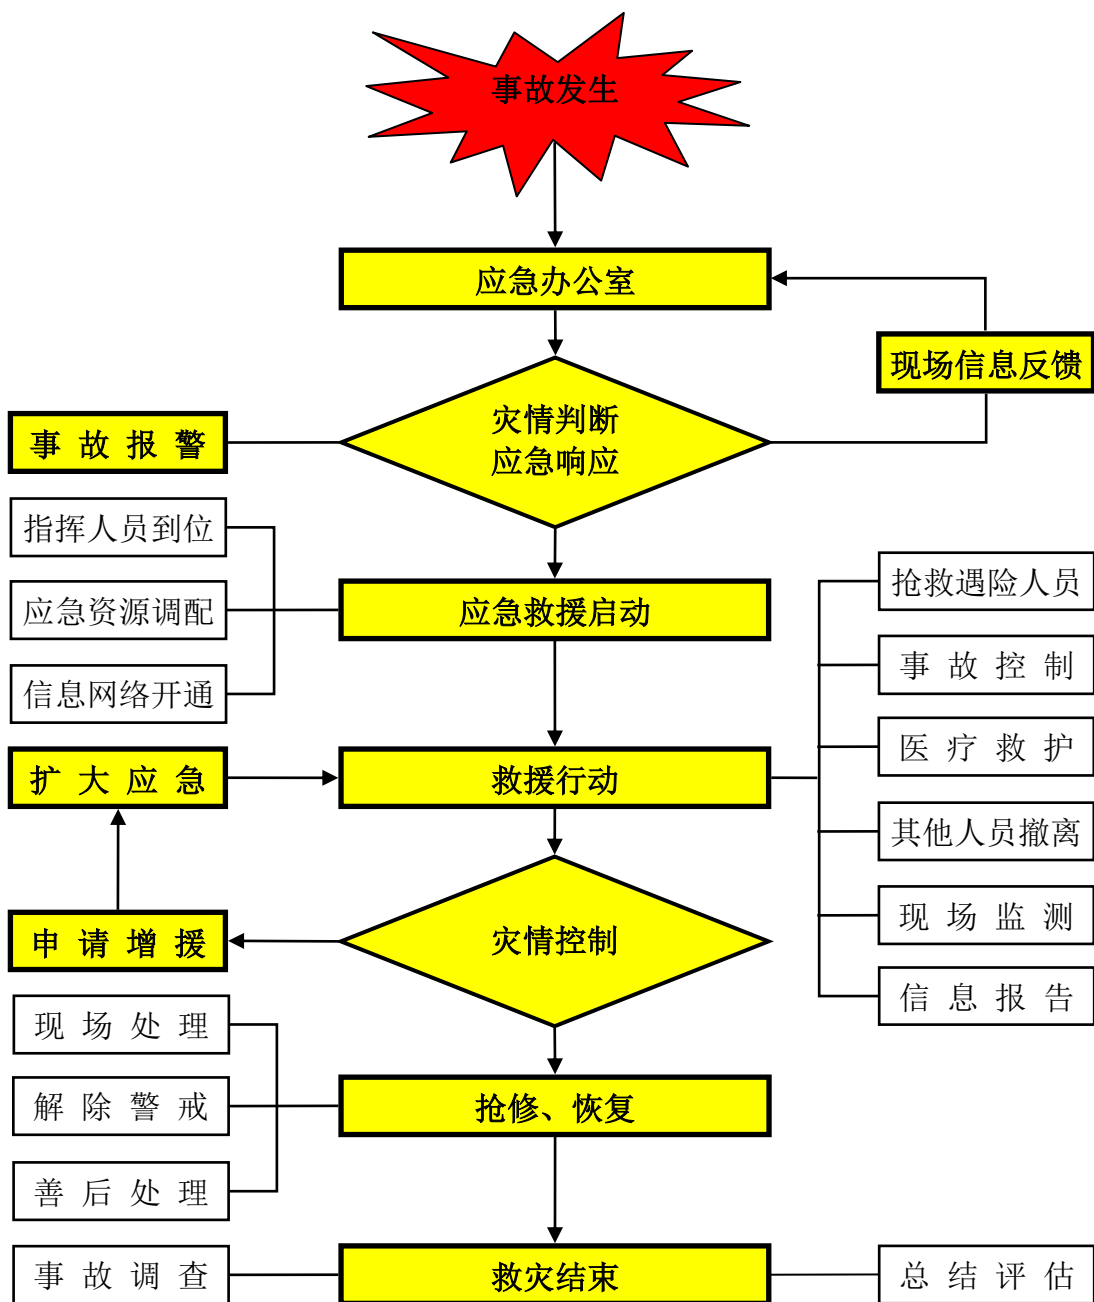 事故发生
应急办公室
现场信息反馈
灾情判断
应急响应
事故报警
指挥人员到位
应急资源调配
信息网络开通
应急救援启动
抢救遇险人员
事故控制
医疗救护
其他人员撤离
现场监测
信息报告
扩大应急
救援行动
申请增援
灾情控制
现场处理
解除警戒
善后处理
抢修、恢复
事故调查
救灾结束
总结评估